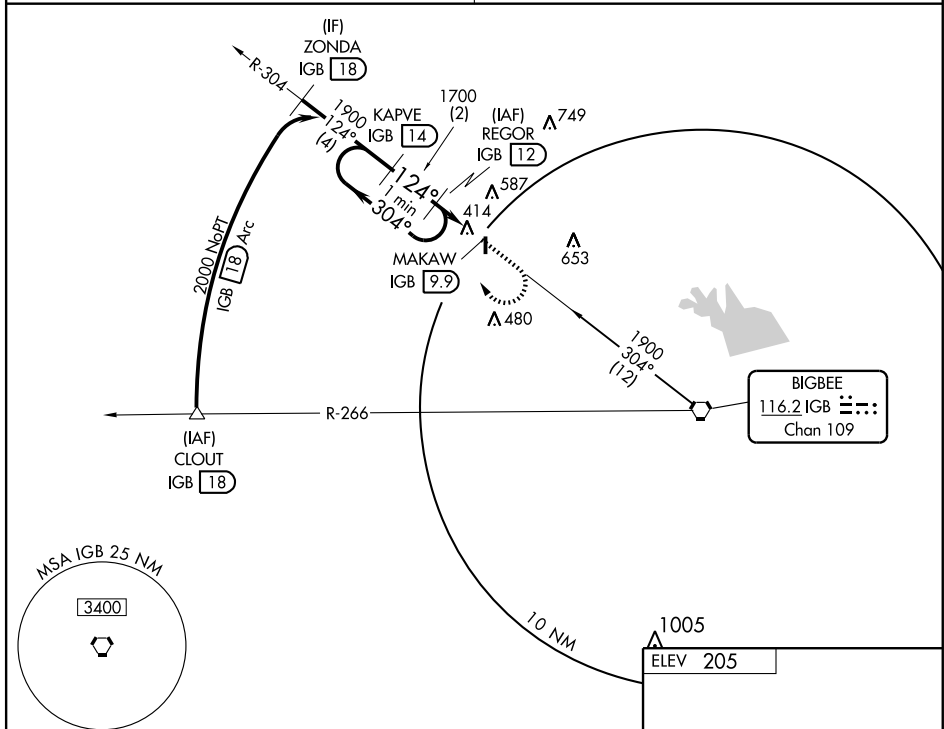 (IF)
ZONDA
IGB 18
R-304
1900
124°
(4)
KAPVE
IGB 14
1700
(2)
(IAF)
REGOR
IGB 12
749
587
414
653
480
124°
1 min
304°
MAKAW
IGB 9.9
2000 NoPT
IGB 18 Arc
1900
304°
(12)
BIGBEE
116.2 IGB
Chan 109
R-266
(IAF)
CLOUT
IGB 18
MSA IGB 25 NM
3400
10 NM
1005
ELEV 205